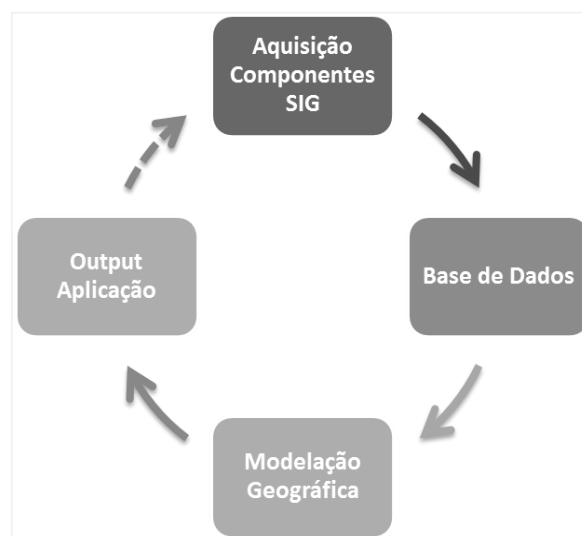 Aquisição
Componentes
SIG
Base de Dados
Modelação
Geográfica
Output
Aplicação